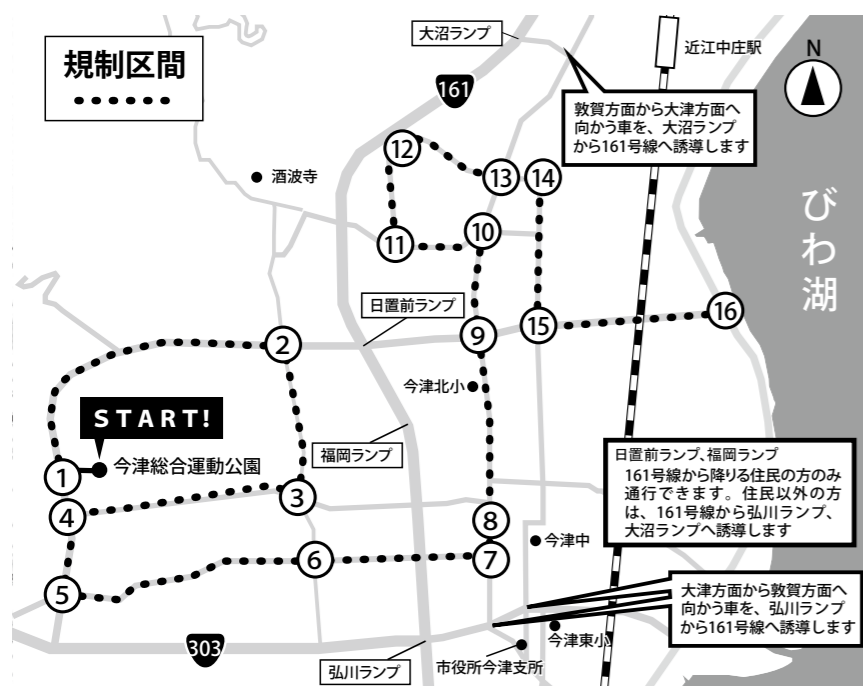 大沼ランプ
近江中庄駅
N
規制区間
161
敦賀方面から大津方面へ
向かう車を、大沼ランプ
から161号線へ誘導します
⑫
酒波寺
⑬
⑭
びわ湖
⑪
⑩
日置前ランプ
⑯
②
⑨
⑮
今津北小
START!
福岡ランプ
①
今津総合運動公園
日置前ランプ、福岡ランプ
161号線から降りる住民の方のみ
通行できます。住民以外の方
は、161号線から弘川ランプ、
大沼ランプへ誘導します
③
④
⑧
今津中
⑥
⑦
⑤
大津方面から敦賀方面へ
向かう車を、弘川ランプ
から161号線へ誘導します
今津東小
303
弘川ランプ
市役所今津支所